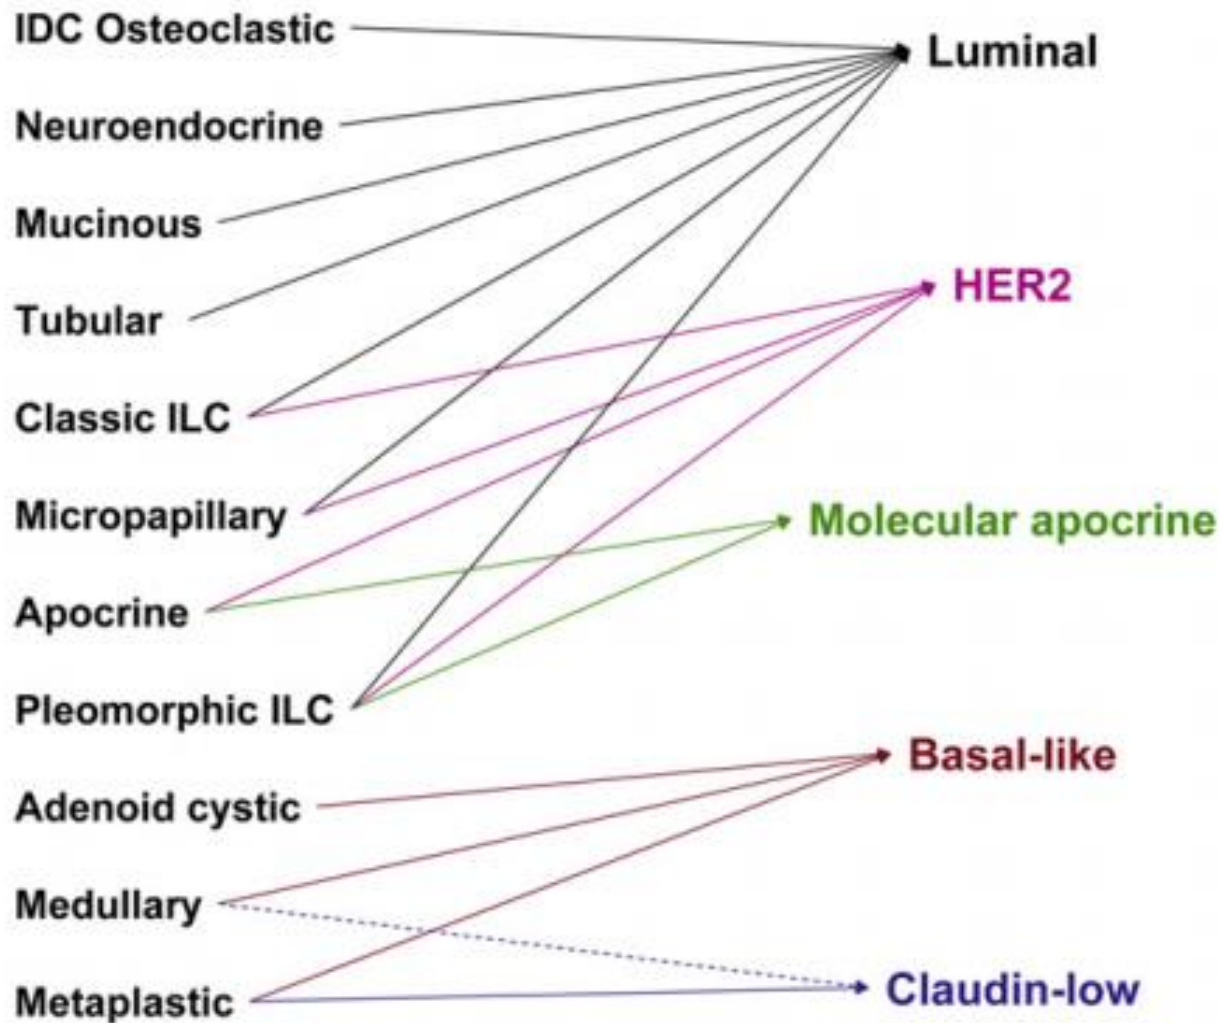 IDC Osteoclastic
Luminal
Neuroendocrine
Mucinous
HER2
Tubular
Classic ILC
Micropapillary
Molecular apocrine
Apocrine
Pleomorphic ILC
Basal-like
Adenoid cystic
Medullary
Claudin-low
Metaplastic